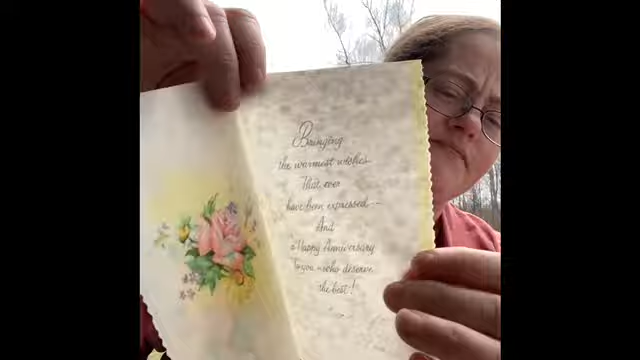 Bringing
the warmest wishes
That ever
have been expressed --
And
a Happy Anniversary
To you - who deserve
the best!